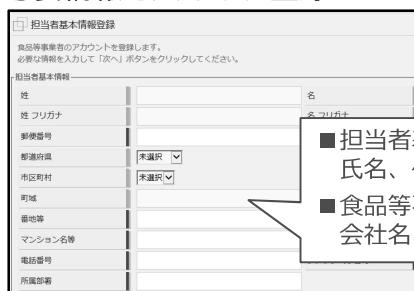 担当者基本情報登録
食品等事業者のアカウントを登録します。
必要な情報を入力して「次へ」ボタンをクリックしてください。
担当者基本情報
姓
名
姓 フリガナ
名 フリガナ
郵便番号
都道府県
未選択
市区町村
未選択
町域
番地等
マンション名等
電話番号
所属部署
■担当者
氏名、
■食品等
会社名